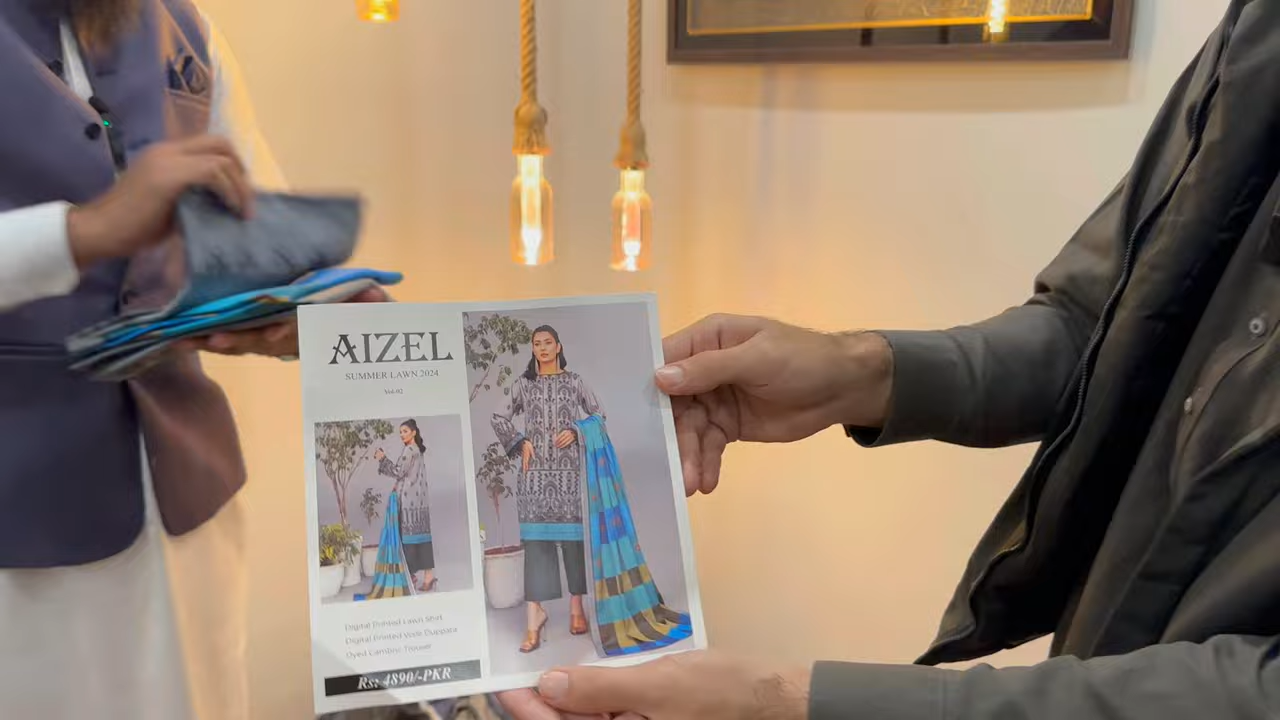 AIZEL
SUMMER LAWN 2024
Vol-02
Digital Printed Lawn Shirt
Digital Printed Voile Duppata
Dyed Cambric Trouser
Rs: 4890/-PKR